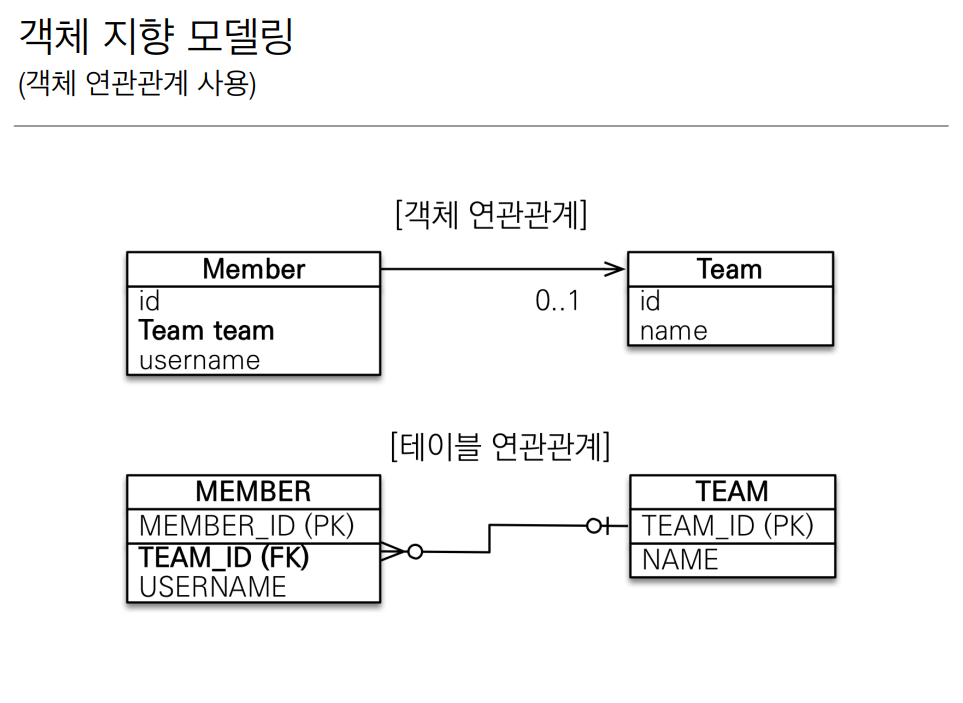 객체 지향 모델링
(객체 연관관계 사용)
[객체 연관관계]
Member
id
Team team
username
0..1
Team
id
name
[테이블 연관관계]
MEMBER
MEMBER_ID (PK)
TEAM_ID (FK)
USERNAME
TEAM
TEAM_ID (PK)
NAME